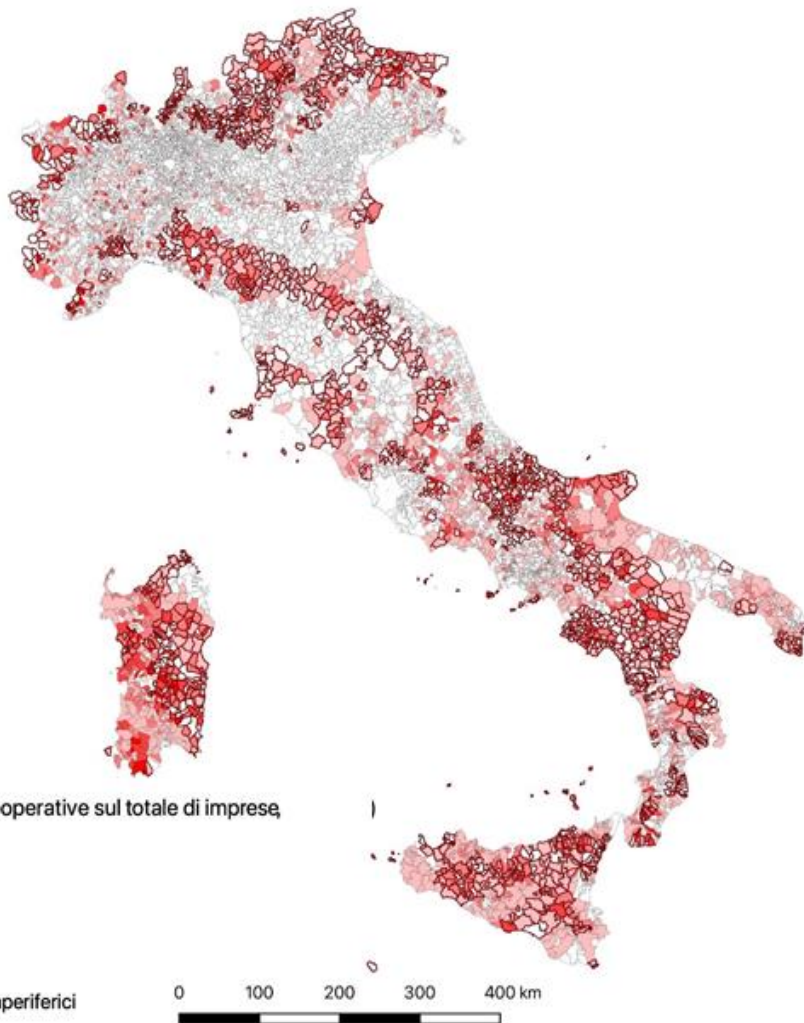 operative sul totale di imprese, )
periferici
0 100 200 300 400 km